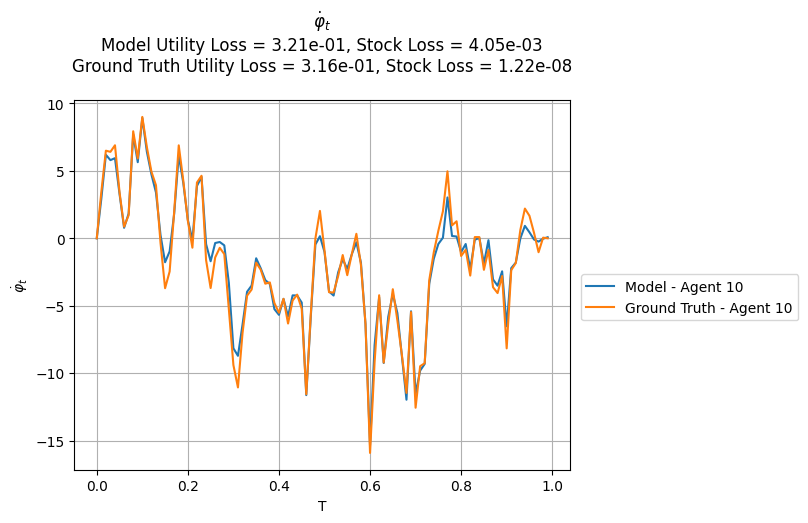 φ̇ₜ
Model Utility Loss = 3.21e-01, Stock Loss = 4.05e-03
Ground Truth Utility Loss = 3.16e-01, Stock Loss = 1.22e-08
10
5
0
−5
−10
−15
φ̇ₜ
0.0
0.2
0.4
0.6
0.8
1.0
T
Model - Agent 10
Ground Truth - Agent 10